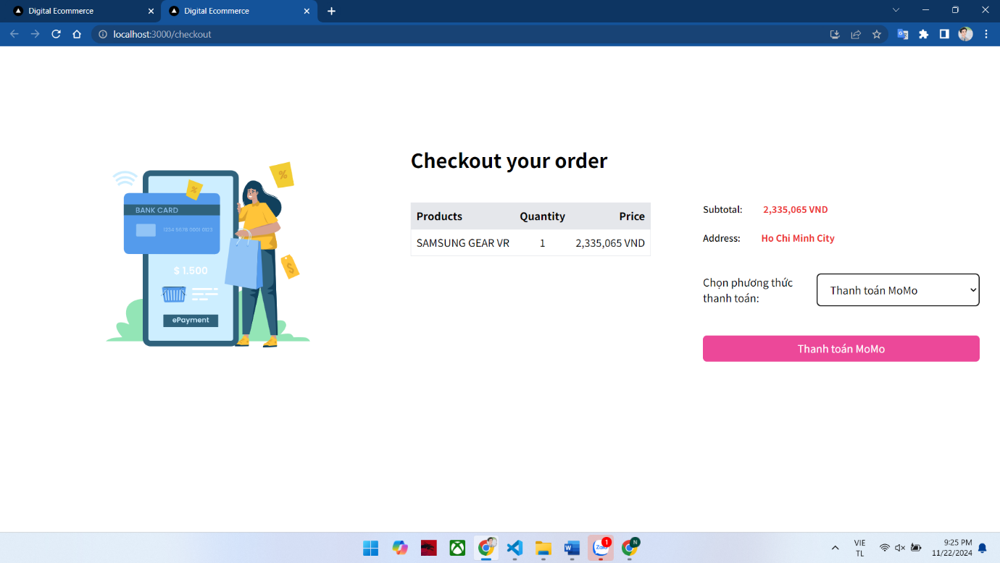 Digital Ecommerce
Digital Ecommerce
localhost:3000/checkout
Checkout your order
Products Quantity Price
SAMSUNG GEAR VR 1 2,335,065 VND
Subtotal: 2,335,065 VND
Address: Ho Chi Minh City
Chọn phương thức
thanh toán:
Thanh toán MoMo
Thanh toán MoMo
%
%
BANK CARD
1234 5678 0001 0123
$
$ 1.500
ePayment
1
N
Zalo
VIE
TL
9:25 PM
11/22/2024